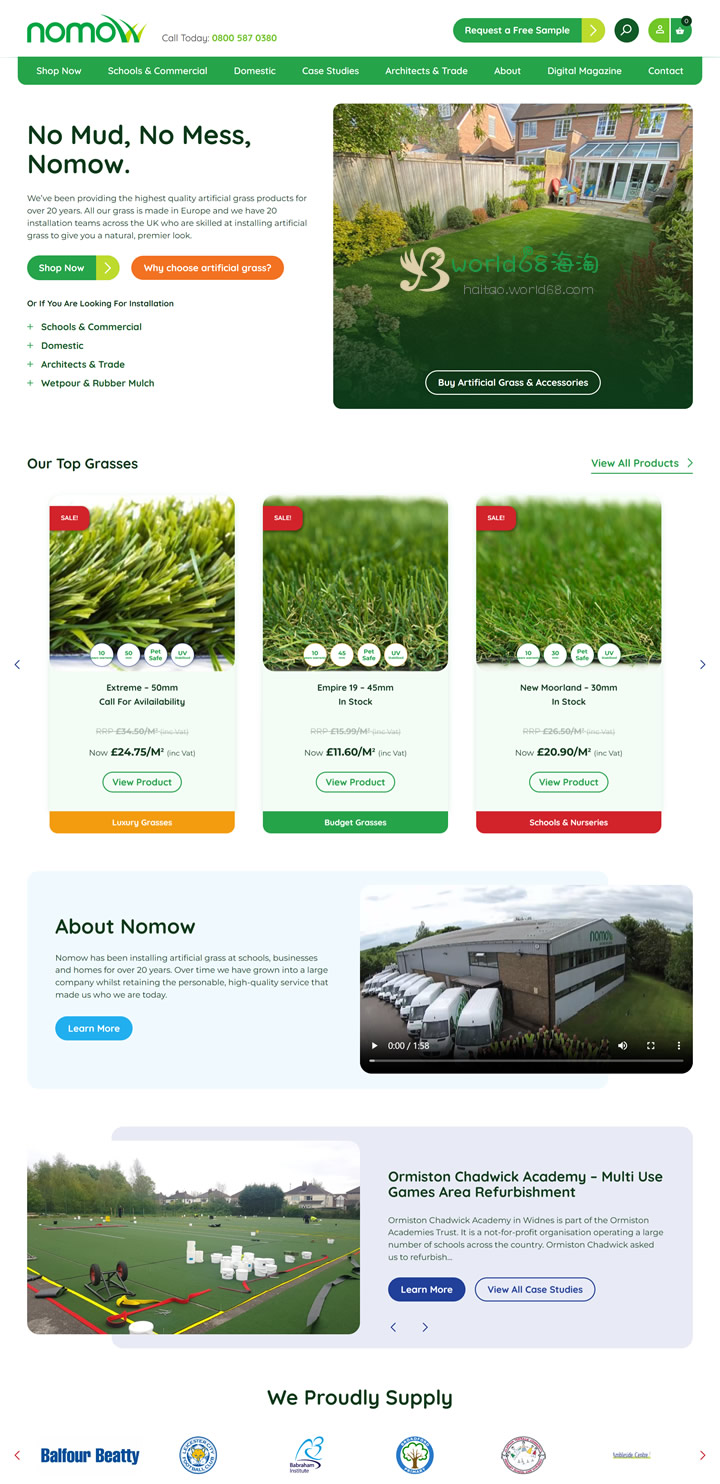 nomow
Call Today: 0800 587 0380
Request a Free Sample
0
Shop Now
Schools & Commercial
Domestic
Case Studies
Architects & Trade
About
Digital Magazine
Contact
No Mud, No Mess,
Nomow.
We've been providing the highest quality artificial grass products for
over 20 years. All our grass is made in Europe and we have 20
installation teams across the UK who are skilled at installing artificial
grass to give you a natural, premier look.
Shop Now
Why choose artificial grass?
Or If You Are Looking For Installation
+ Schools & Commercial
+ Domestic
+ Architects & Trade
+ Wetpour & Rubber Mulch
world68海淘
haitao.world68.com
Buy Artificial Grass & Accessories
Our Top Grasses
View All Products
SALE!
10
50
mm
Pet
Safe
UV
Extreme – 50mm
Call For Avilailability
RRP £34.50/M² (inc Vat)
Now £24.75/M² (inc Vat)
View Product
Luxury Grasses
SALE!
10
45
mm
Pet
Safe
UV
Empire 19 – 45mm
In Stock
RRP £15.99/M² (inc Vat)
Now £11.60/M² (inc Vat)
View Product
Budget Grasses
SALE!
10
30
mm
Pet
Safe
UV
New Moorland – 30mm
In Stock
RRP £26.50/M² (inc Vat)
Now £20.90/M² (inc Vat)
View Product
Schools & Nurseries
About Nomow
Nomow has been installing artificial grass at schools, businesses
and homes for over 20 years. Over time we have grown into a large
company whilst retaining the personable, high-quality service that
made us who we are today.
Learn More
nomow
0:00 / 1:58
Ormiston Chadwick Academy – Multi Use
Games Area Refurbishment
Ormiston Chadwick Academy in Widnes is part of the Ormiston
Academies Trust. It is a not-for-profit organisation operating a large
number of schools across the country. Ormiston Chadwick asked
us to refurbish...
Learn More
View All Case Studies
We Proudly Supply
Balfour Beatty
LEICESTER CITY
FOOTBALL CLUB
Babraham
Institute